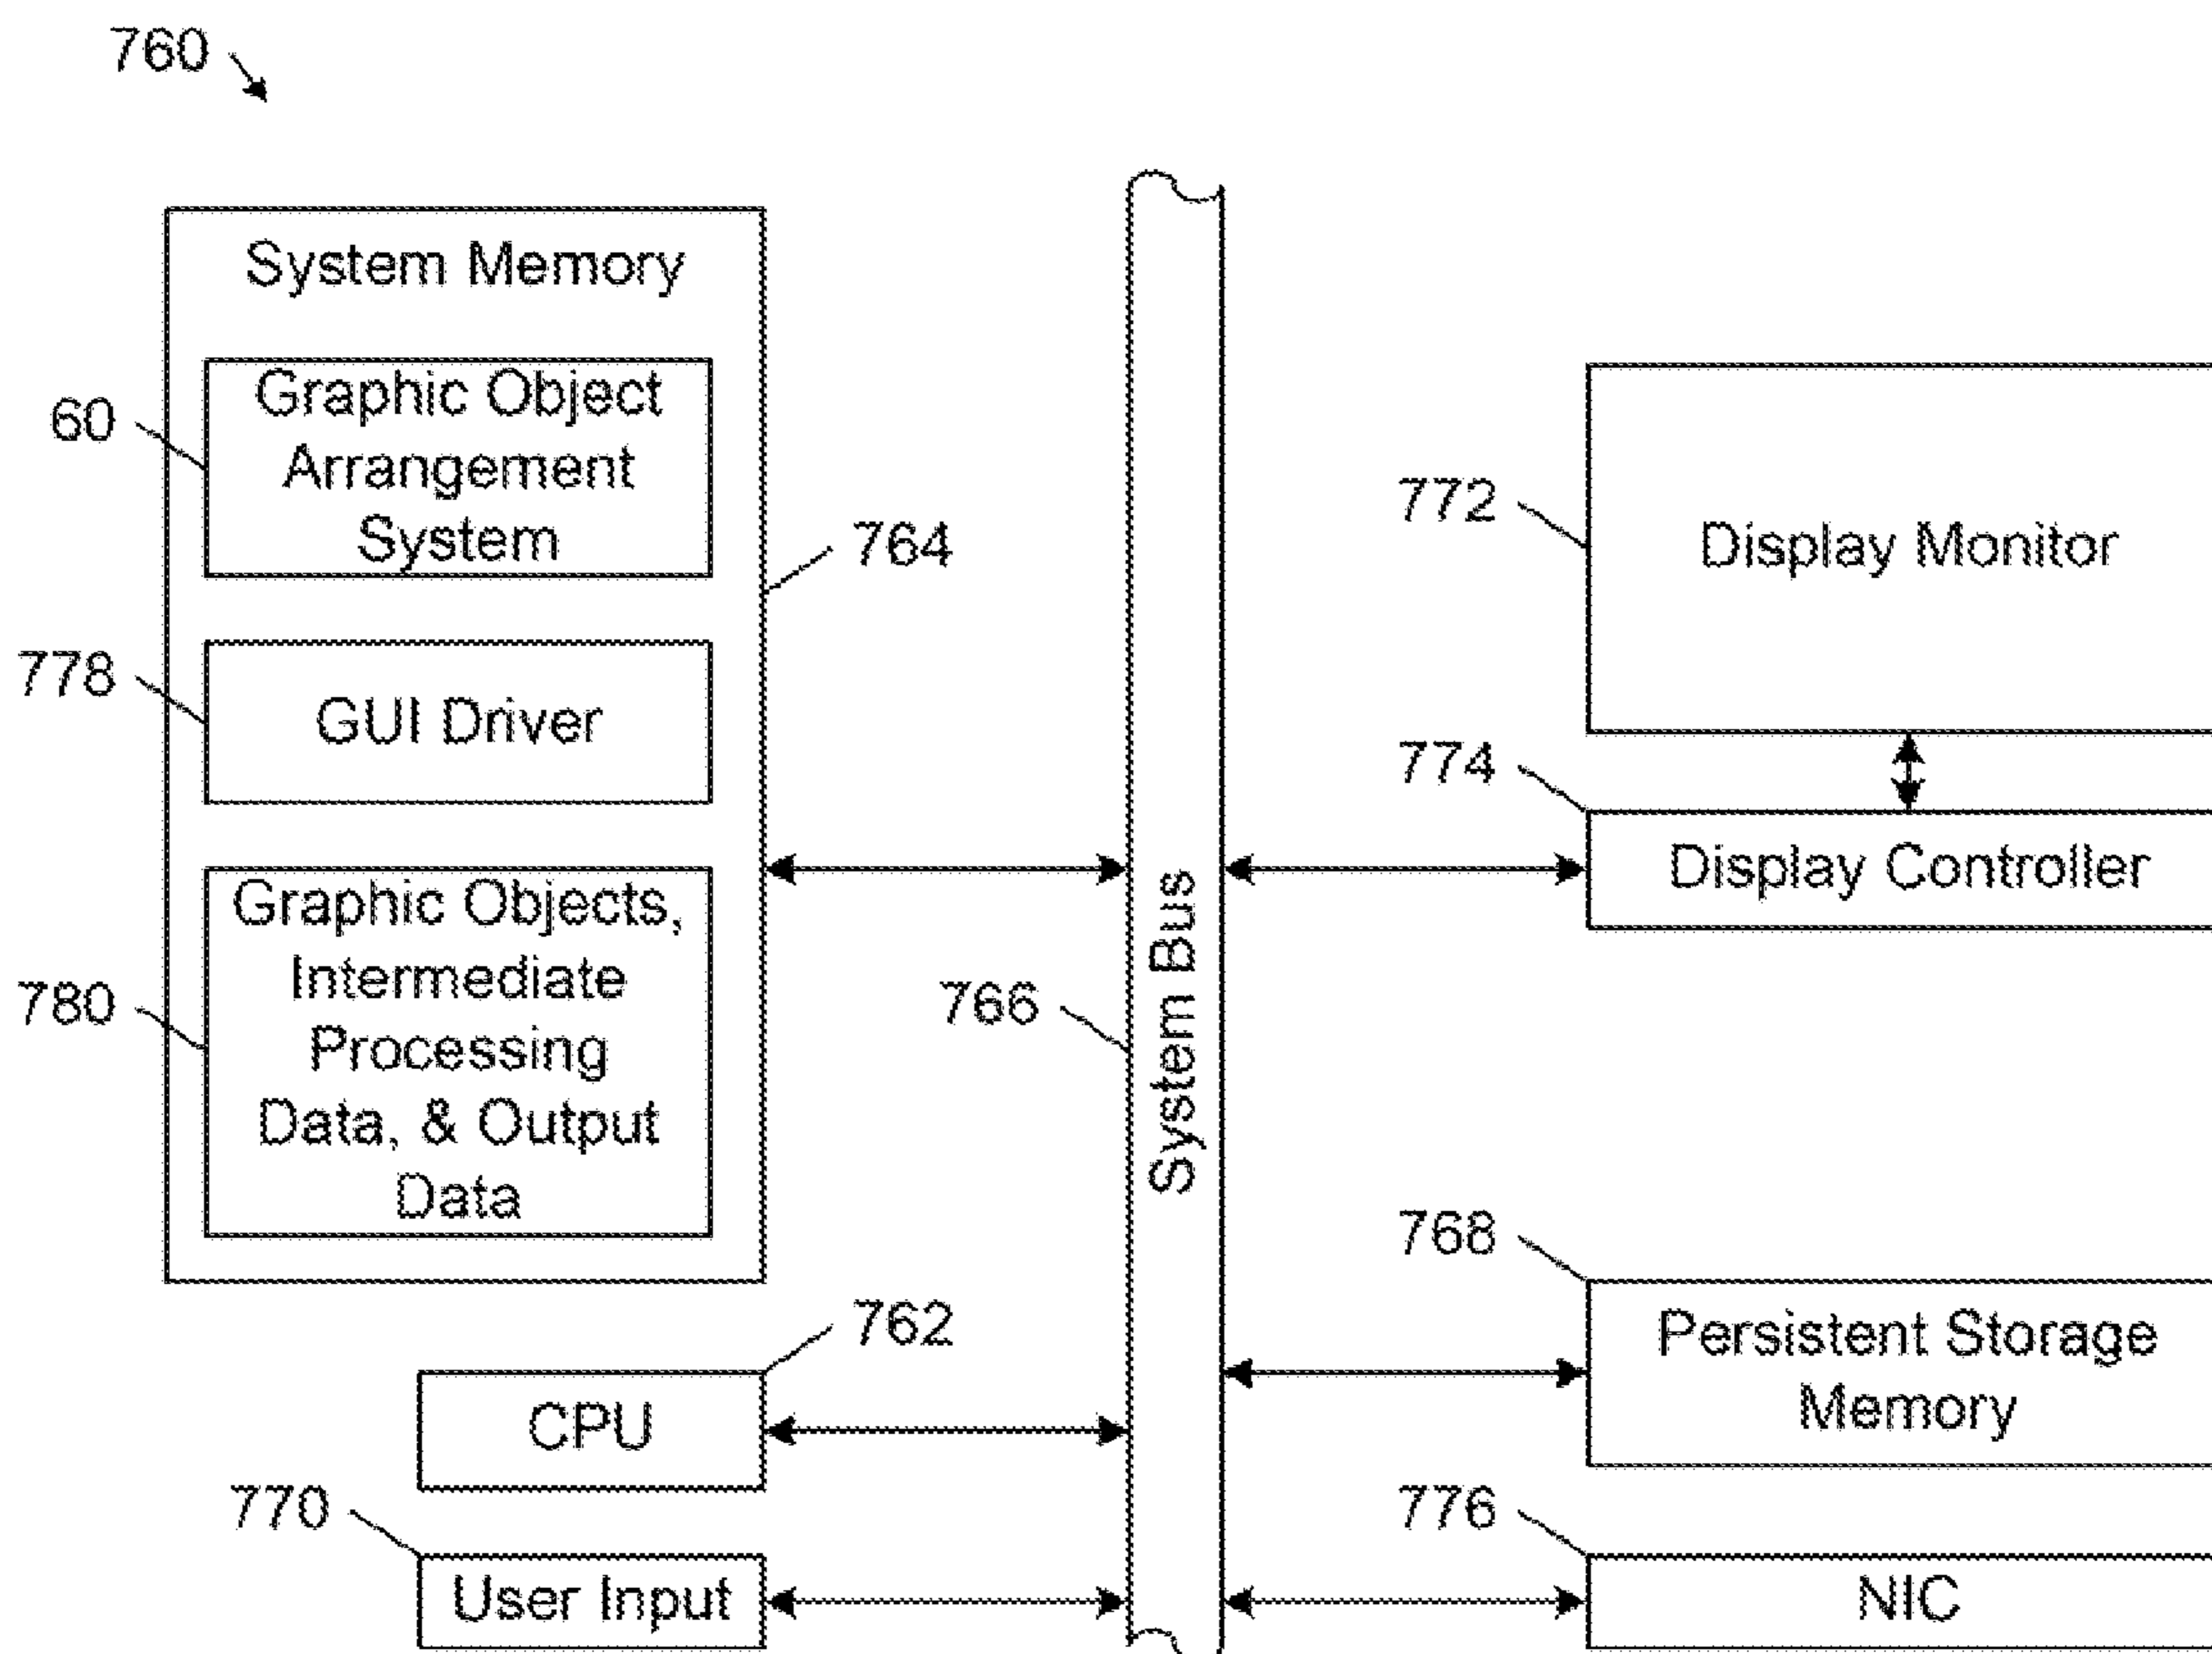 760
System Memory
Graphic Object
Arrangement
System
60
764
GUI Driver
778
Graphic Objects,
Intermediate
Processing
Data, & Output
Data
780
CPU
762
User Input
770
System Bus
766
Display Monitor
772
Display Controller
774
Persistent Storage
Memory
768
NIC
776